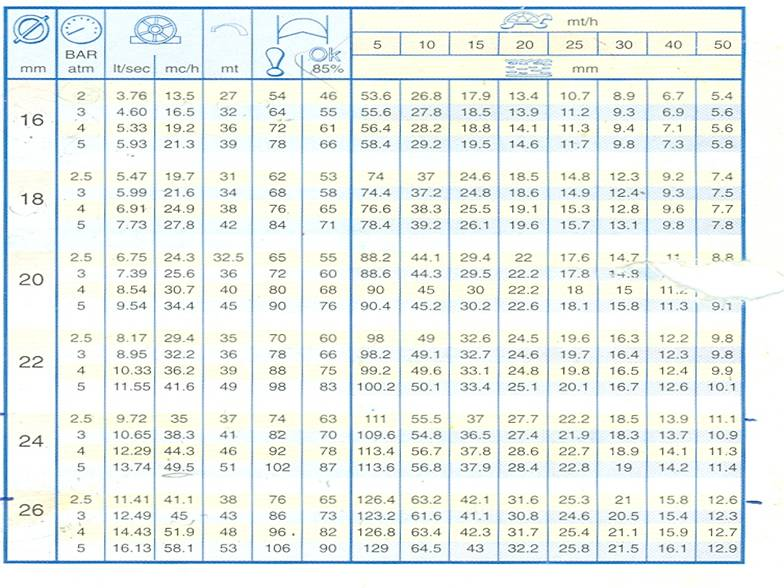 mt/h
BAR Ok 5 10 15 20 25 30 40 50
mm atm lt/sec mc/h mt 85% mm
2 3.76 13.5 27 54 46 53.6 26.8 17.9 13.4 10.7 8.9 6.7 5.4
16 3 4.60 16.5 32 64 55 55.6 27.8 18.5 13.9 11.2 9.3 6.9 5.6
4 5.33 19.2 36 72 61 56.4 28.2 18.8 14.1 11.3 9.4 7.1 5.6
5 5.93 21.3 39 78 66 58.4 29.2 19.5 14.6 11.7 9.8 7.3 5.8
2.5 5.47 19.7 31 62 53 74 37 24.6 18.5 14.8 12.3 9.2 7.4
18 3 5.99 21.6 34 68 58 74.4 37.2 24.8 18.6 14.9 12.4 9.3 7.5
4 6.91 24.9 38 76 65 76.6 38.3 25.5 19.1 15.3 12.8 9.6 7.7
5 7.73 27.8 42 84 71 78.4 39.2 26.1 19.6 15.7 13.1 9.8 7.8
2.5 6.75 24.3 32.5 65 55 88.2 44.1 29.4 22 17.6 14.7 11 8.8
20 3 7.39 25.6 36 72 60 88.6 44.3 29.5 22.2 17.8 14.8
4 8.54 30.7 40 80 68 90 45 30 22.2 18 15
5 9.54 34.4 45 90 76 90.4 45.2 30.2 22.6 18.1 15.8 11.3 9.1
2.5 8.17 29.4 35 70 60 98 49 32.6 24.5 19.6 16.3 12.2 9.8
22 3 8.95 32.2 36 78 66 98.2 49.1 32.7 24.6 19.7 16.4 12.3 9.8
4 10.33 36.2 39 88 75 99.2 49.6 33.1 24.8 19.8 16.5 12.4 9.9
5 11.55 41.6 49 98 83 100.2 50.1 33.4 25.1 20.1 16.7 12.6 10.1
2.5 9.72 35 37 74 63 111 55.5 37 27.7 22.2 18.5 13.9 11.1
24 3 10.65 38.3 41 82 70 109.6 54.8 36.5 27.4 21.9 18.3 13.7 10.9
4 12.29 44.3 46 92 78 113.4 56.7 37.8 28.6 22.7 18.9 14.1 11.3
5 13.74 49.5 51 102 87 113.6 56.8 37.9 28.4 22.8 19 14.2 11.4
2.5 11.41 41.1 38 76 65 126.4 63.2 42.1 31.6 25.3 21 15.8 12.6
26 3 12.49 45 43 86 73 123.2 61.6 41.1 30.8 24.6 20.5 15.4 12.3
4 14.43 51.9 48 96 82 126.8 63.4 42.3 31.7 25.4 21.1 15.9 12.7
5 16.13 58.1 53 106 90 129 64.5 43 32.2 25.8 21.5 16.1 12.9